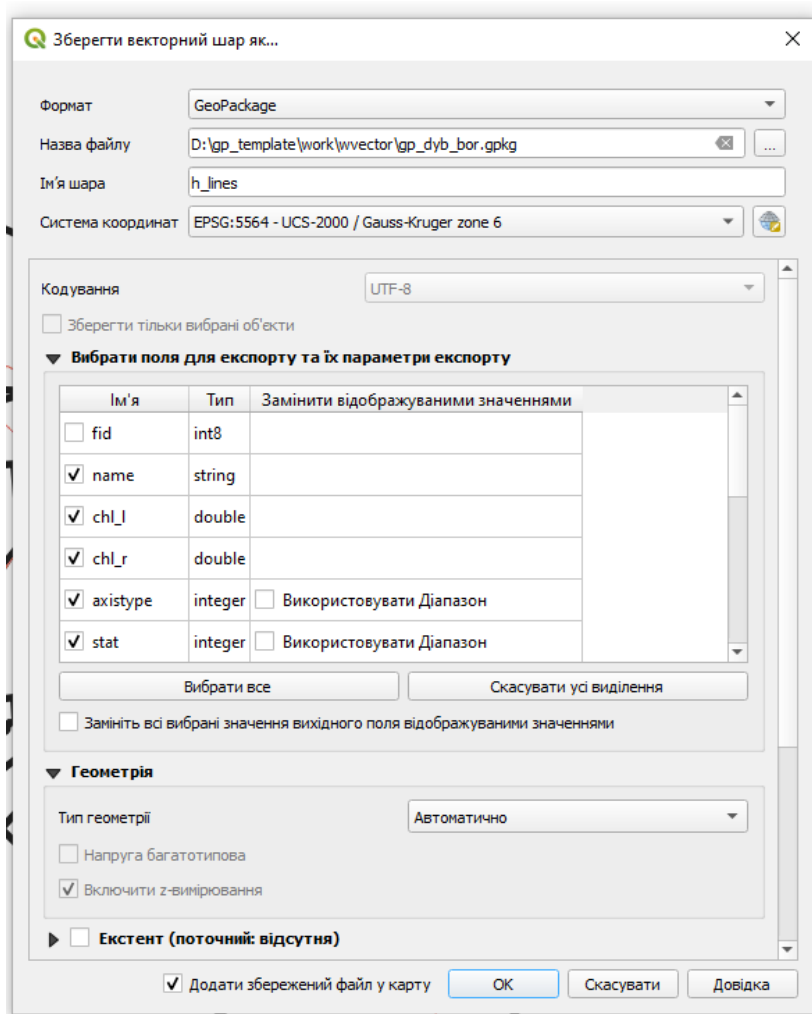 Зберегти векторний шар як...
Формат GeoPackage
Назва файлу D:\gp_template\work\wvector\gp_dyb_bor.gpkg ...
Ім'я шара h_lines
Система координат EPSG:5564 - UCS-2000 / Gauss-Kruger zone 6
Кодування UTF-8
Зберегти тільки вибрані об'єкти
Вибрати поля для експорту та їх параметри експорту
Ім'я Тип Замінити відображуваними значеннями
fid int8
name string
chl_l double
chl_r double
axistype integer Використовувати Діапазон
stat integer Використовувати Діапазон
Вибрати все Скасувати усі виділення
Замініть всі вибрані значення вихідного поля відображуваними значеннями
Геометрія
Тип геометрії Автоматично
Напруга багатотипова
Включити z-вимірювання
Екстент (поточний: відсутня)
Додати збережений файл у карту OK Скасувати Довідка